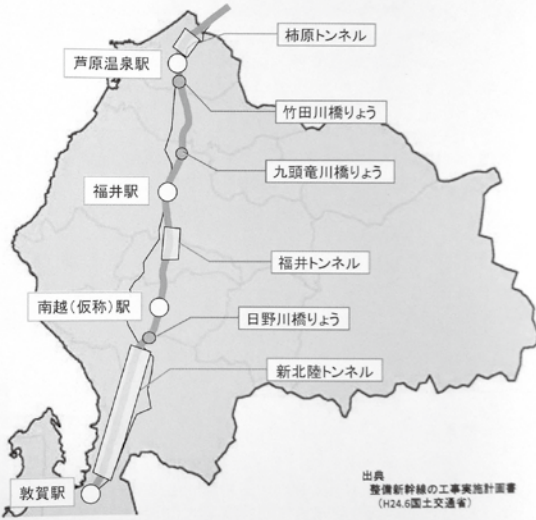 柿原トンネル
芦原温泉駅
竹田川橋りょう
九頭竜川橋りょう
福井駅
福井トンネル
南越(仮称)駅
日野川橋りょう
新北陸トンネル
敦賀駅
出典
整備新幹線の工事実施計画書
(H24.6国土交通省)